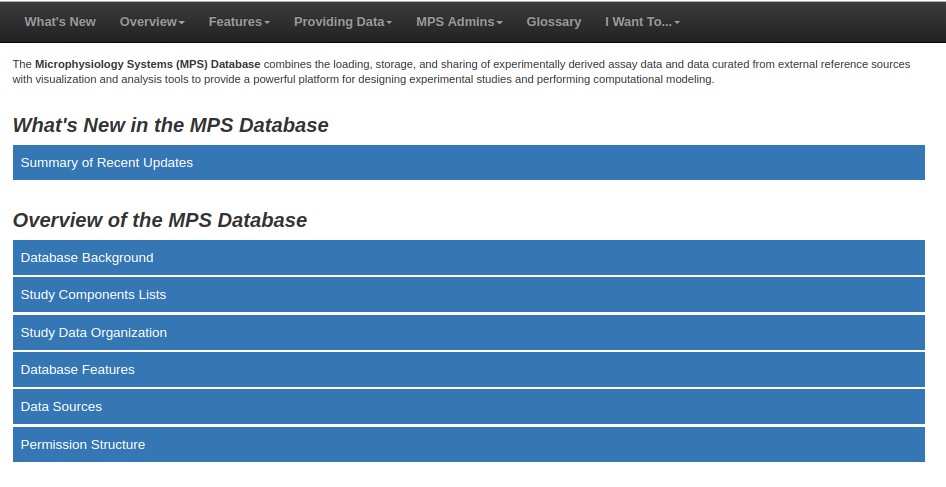 What's New Overview Features Providing Data MPS Admins Glossary I Want To...
The Microphysiology Systems (MPS) Database combines the loading, storage, and sharing of experimentally derived assay data and data curated from external reference sources
with visualization and analysis tools to provide a powerful platform for designing experimental studies and performing computational modeling.
What's New in the MPS Database
Summary of Recent Updates
Overview of the MPS Database
Database Background
Study Components Lists
Study Data Organization
Database Features
Data Sources
Permission Structure